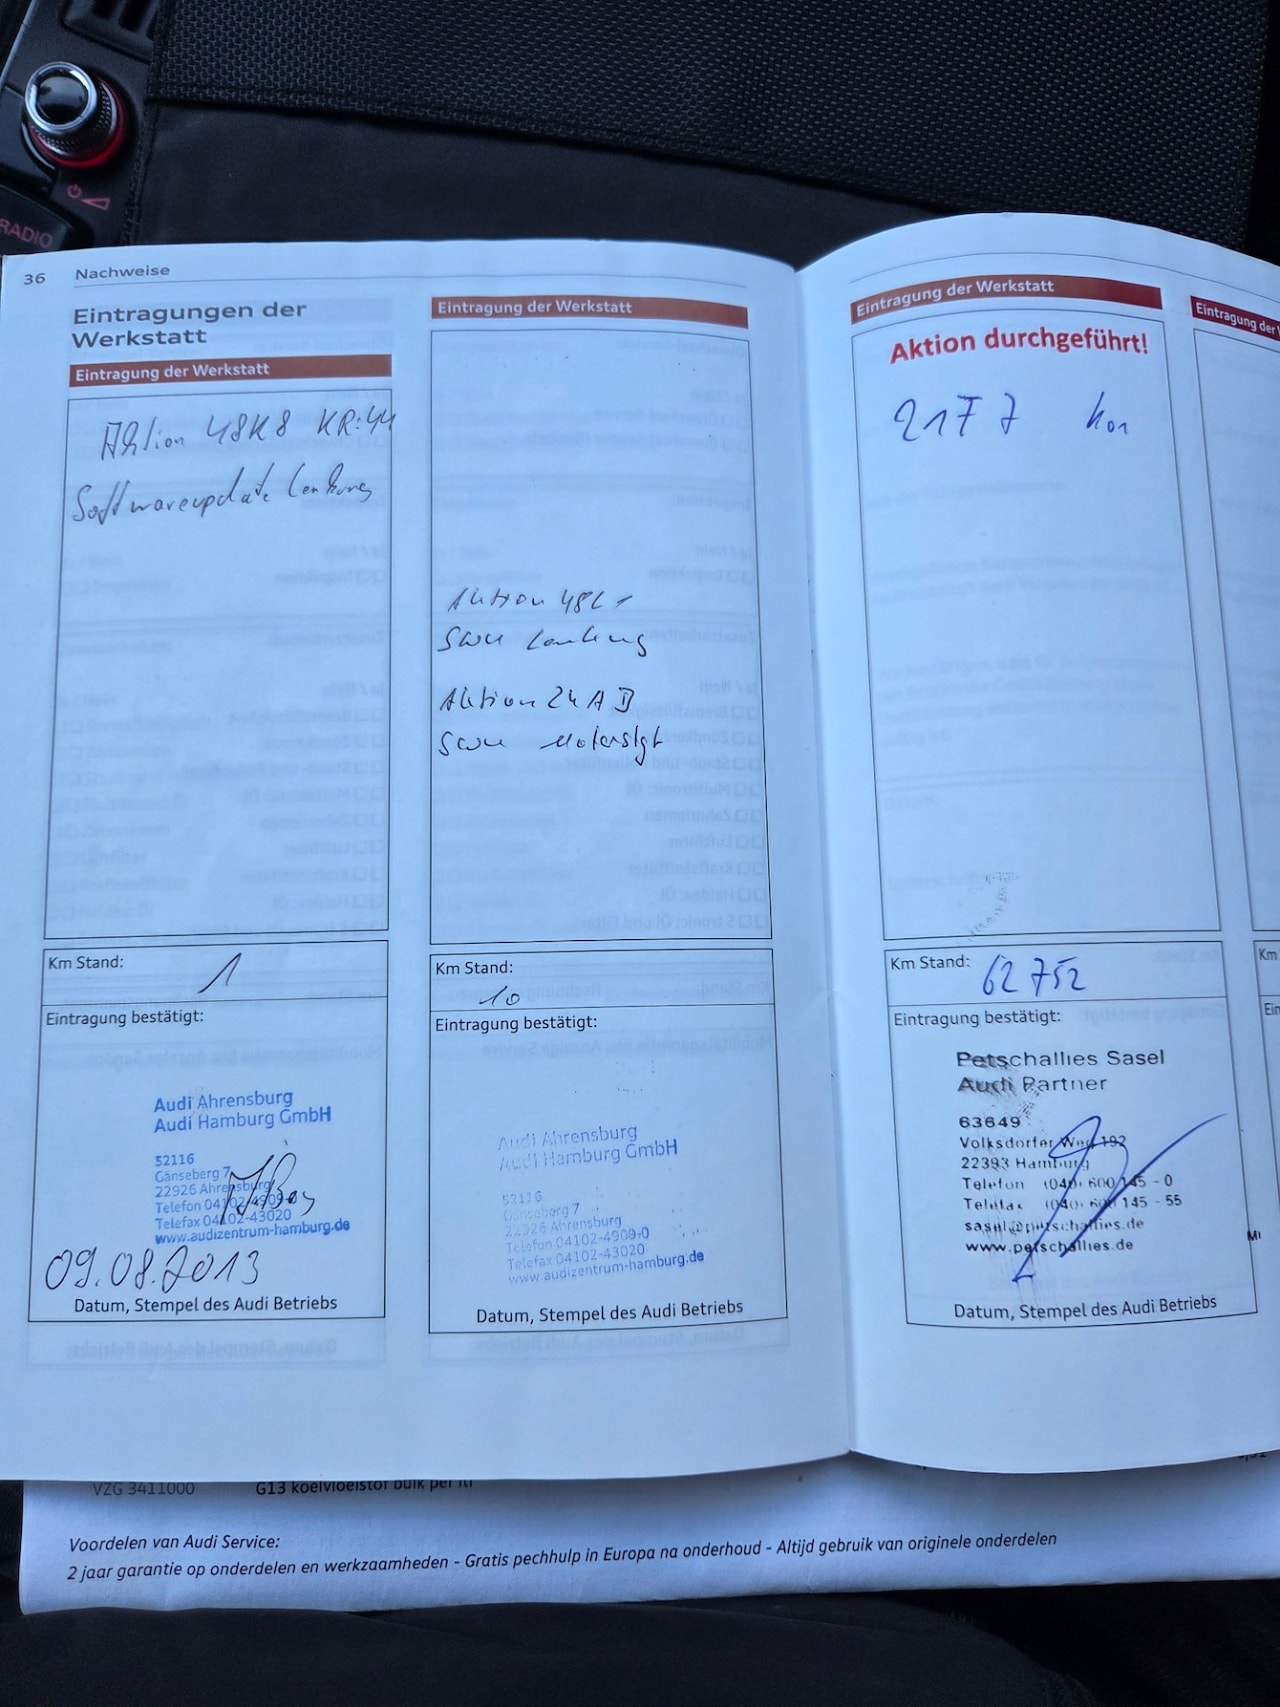 RADIO
36 Nachweise
Eintragungen der
Werkstatt
Eintragung der Werkstatt
Aktion 48K8 KR:44
Softwareupdate Lenkung
Km Stand:
1
Eintragung bestätigt:
Audi Ahrensburg
Audi Hamburg GmbH
52116
Gänseberg 7
22926 Ahrensburg
Telefon 04102-4909-0
Telefax 04102-43020
www.audizentrum-hamburg.de
09.08.2013
Datum, Stempel des Audi Betriebs
Eintragung der Werkstatt
Aktion 48L
Lenkung
Aktion 24AD
Motorstgt
Km Stand:
10
Eintragung bestätigt:
Audi Ahrensburg
Audi Hamburg GmbH
52116
Gänseberg 7
22926 Ahrensburg
Telefon 04102-4909-0
Telefax 04102-43020
www.audizentrum-hamburg.de
Datum, Stempel des Audi Betriebs
Eintragung der Werkstatt
Aktion durchgeführt!
Km Stand:
62752
Eintragung bestätigt:
Petschallies Sasel
Audi Partner
63649
Volksdorfer Weg 192
22393 Hamburg
Telefon (040) 600 145 - 0
Telefax (040) 600 145 - 55
sasel@petschallies.de
www.petschallies.de
Datum, Stempel des Audi Betriebs
Eintragung der
Km
VZG 3411000 G13 koelvloeistof bulk per ltr
Voordelen van Audi Service:
2 jaar garantie op onderdelen en werkzaamheden - Gratis pechhulp in Europa na onderhoud - Altijd gebruik van originele onderdelen